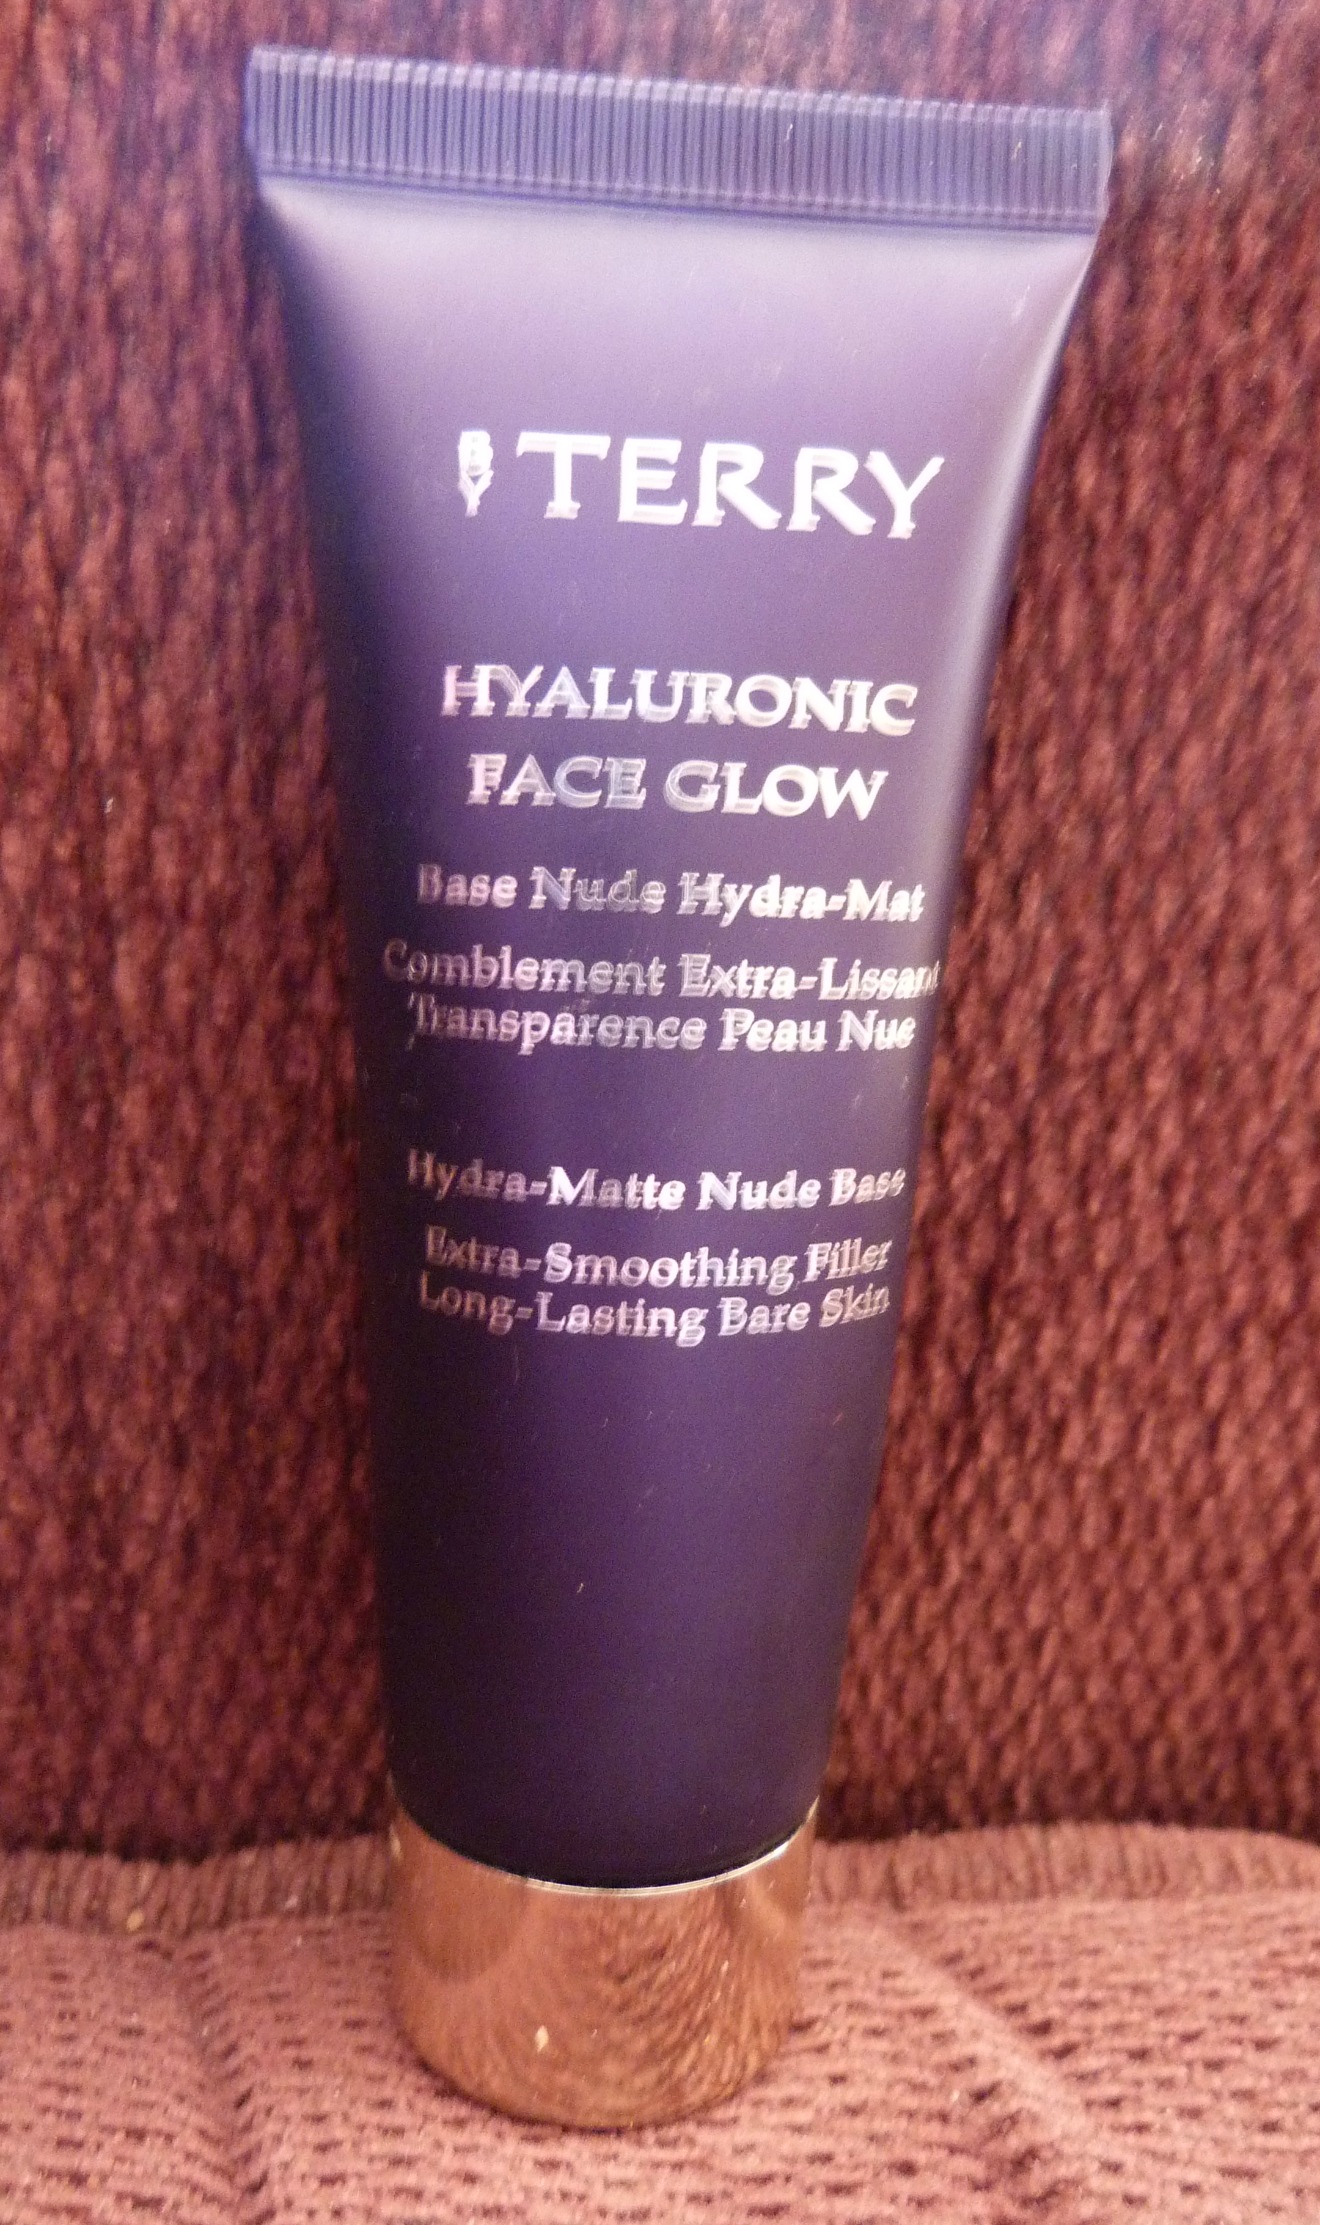 BY TERRY
HYALURONIC
FACE GLOW
Base Nude Hydra-Mat
Comblement Extra-Lissant
Transparence Peau Nue
Hydra-Matte Nude Base
Extra-Smoothing Filler
Long-Lasting Bare Skin